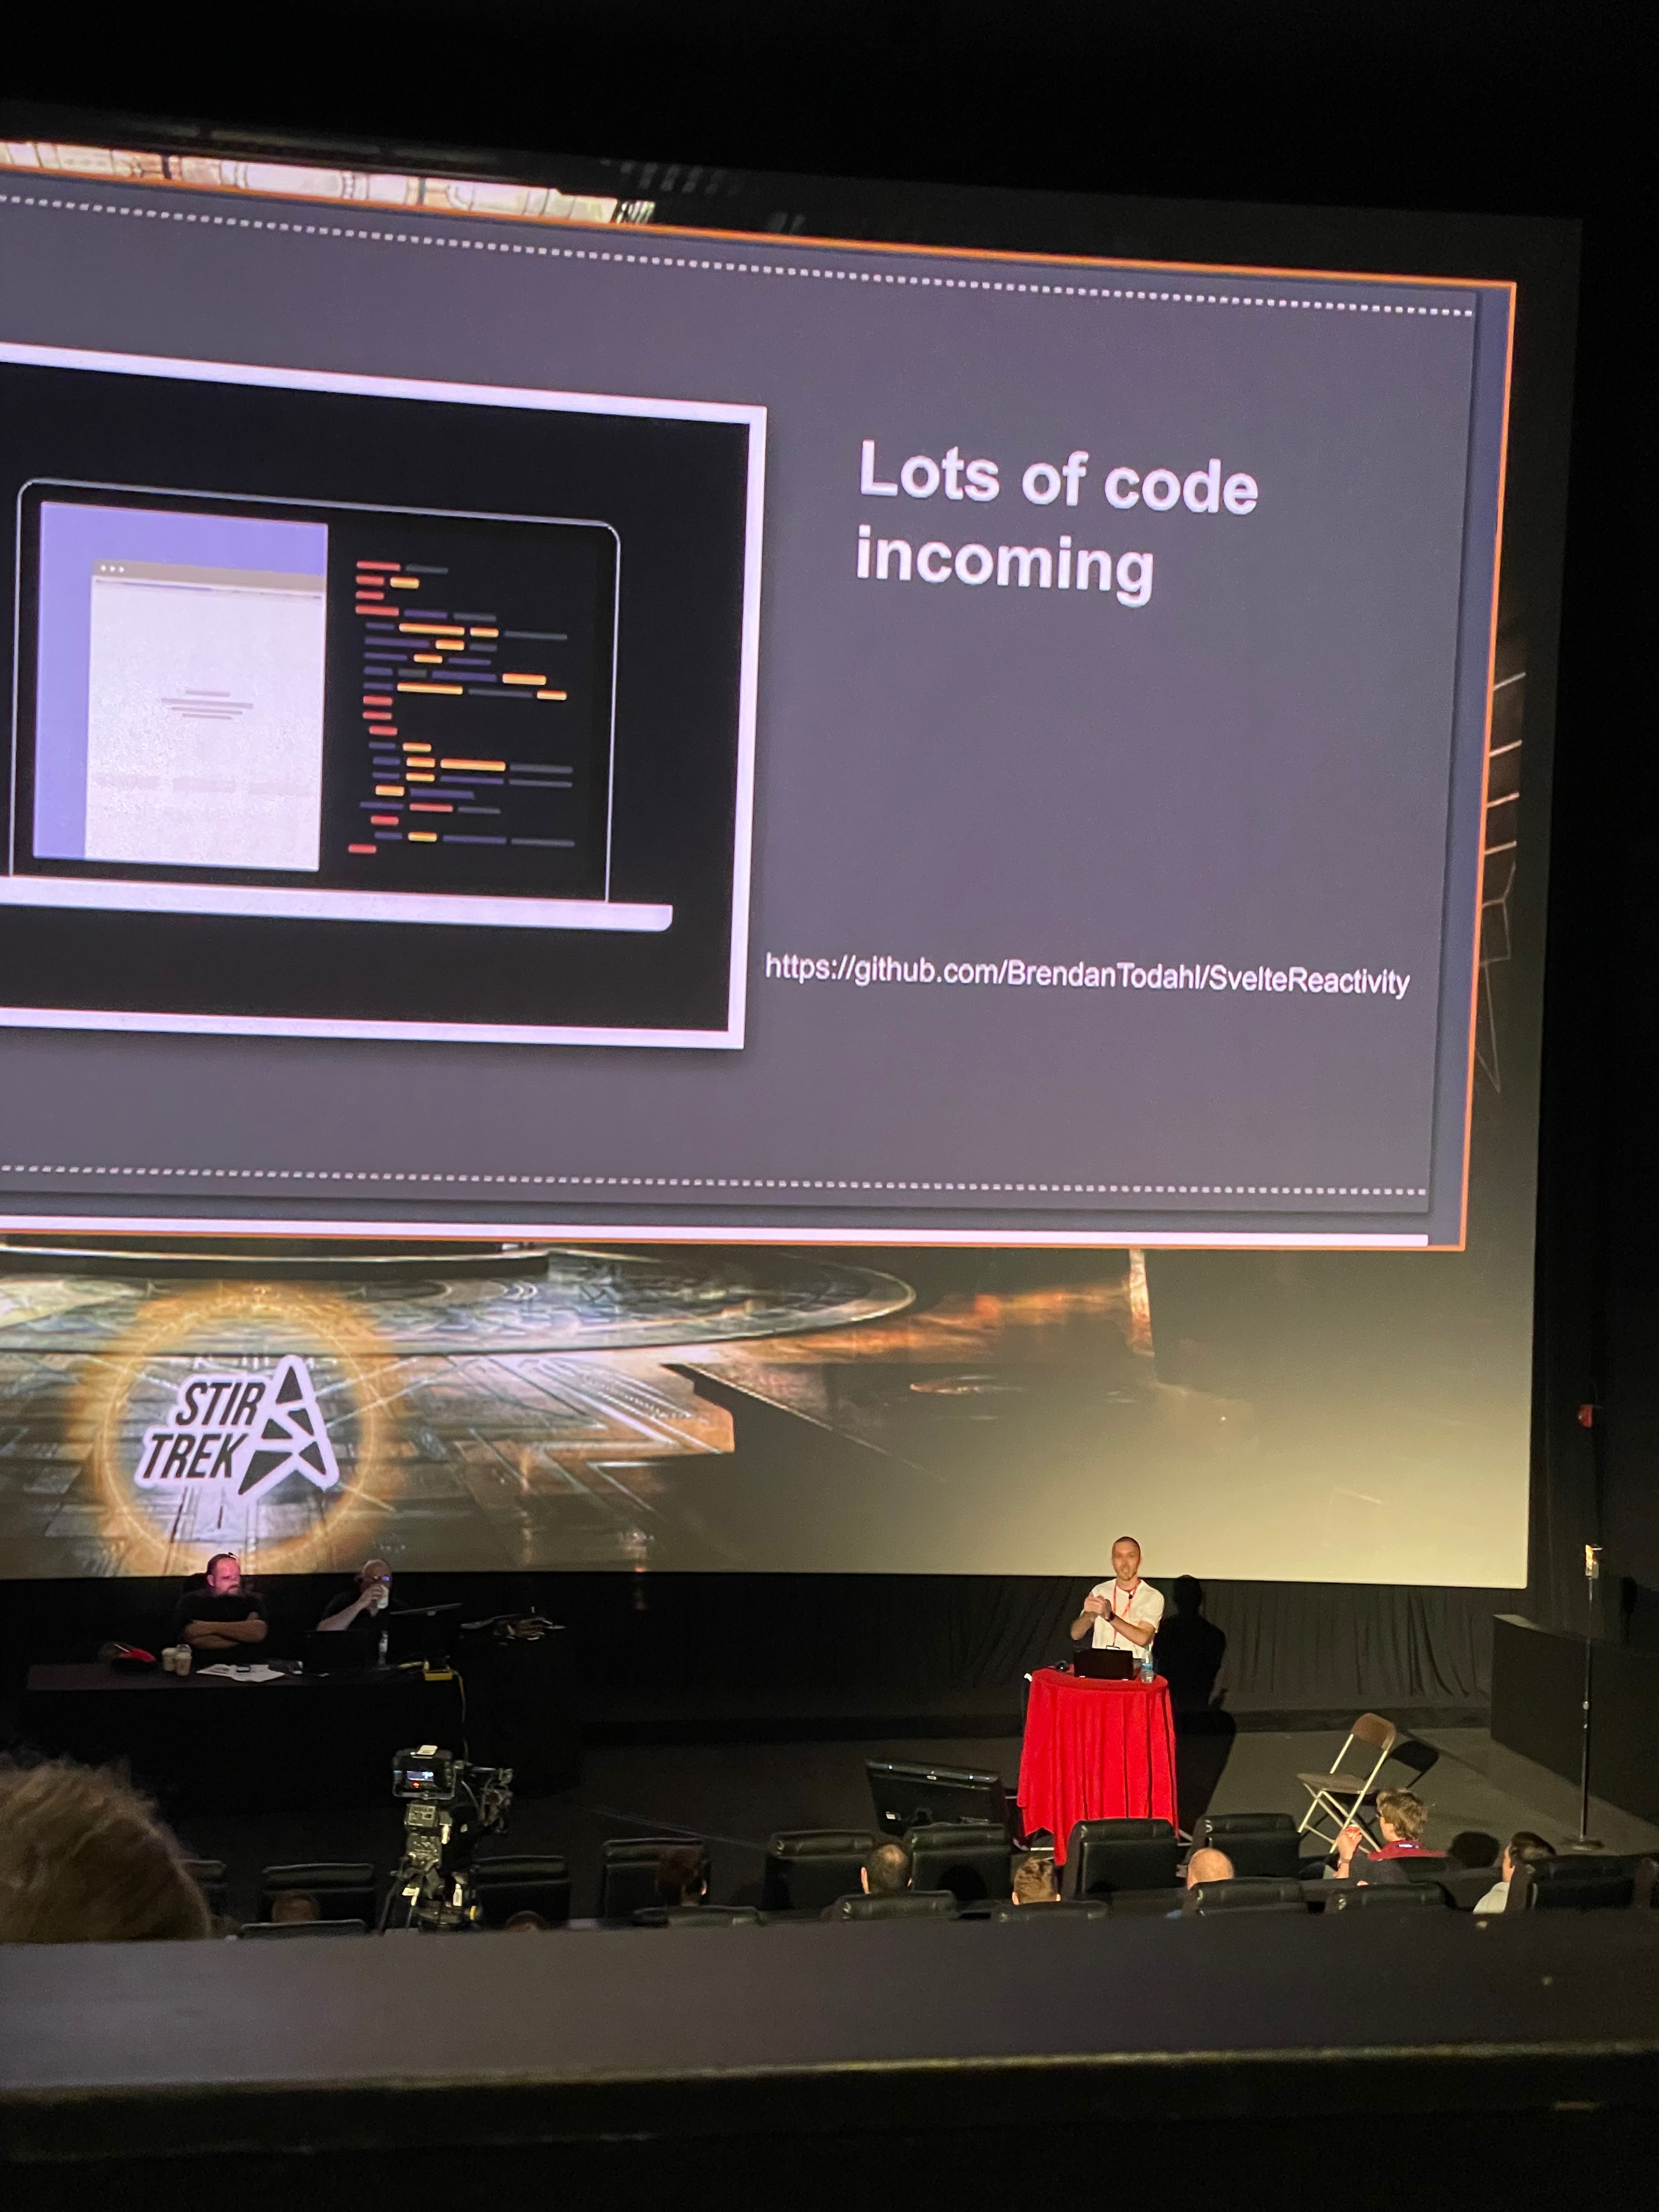 Lots of code
incoming
https://github.com/BrendanTodahl/SvelteReactivity
STIR
TREK